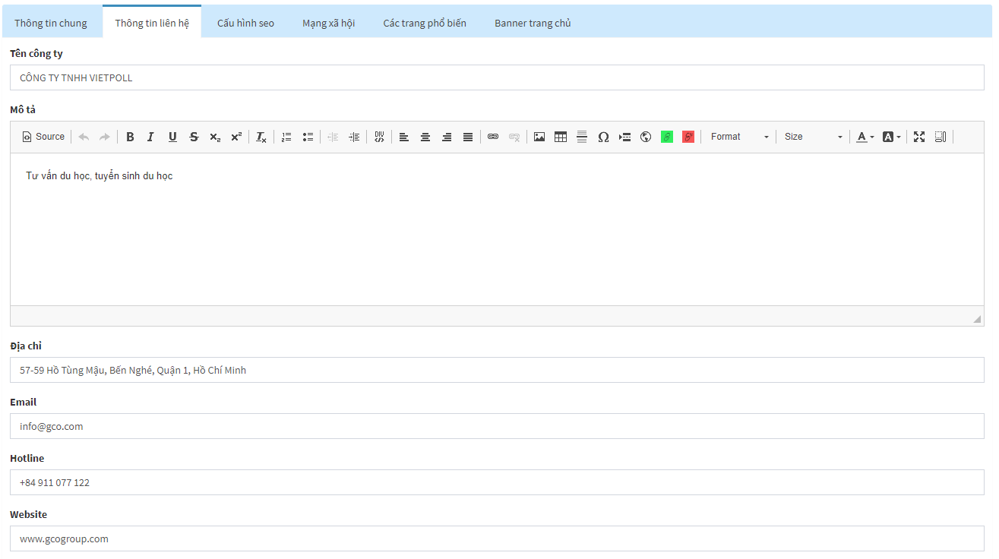 Thông tin chung Thông tin liên hệ Cấu hình seo Mạng xã hội Các trang phổ biến Banner trang chủ
Tên công ty
CÔNG TY TNHH VIETPOLL
Mô tả
Source Format Size
Tư vấn du học, tuyển sinh du học
Địa chỉ
57-59 Hồ Tùng Mậu, Bến Nghé, Quận 1, Hồ Chí Minh
Email
info@gco.com
Hotline
+84 911 077 122
Website
www.gcogroup.com